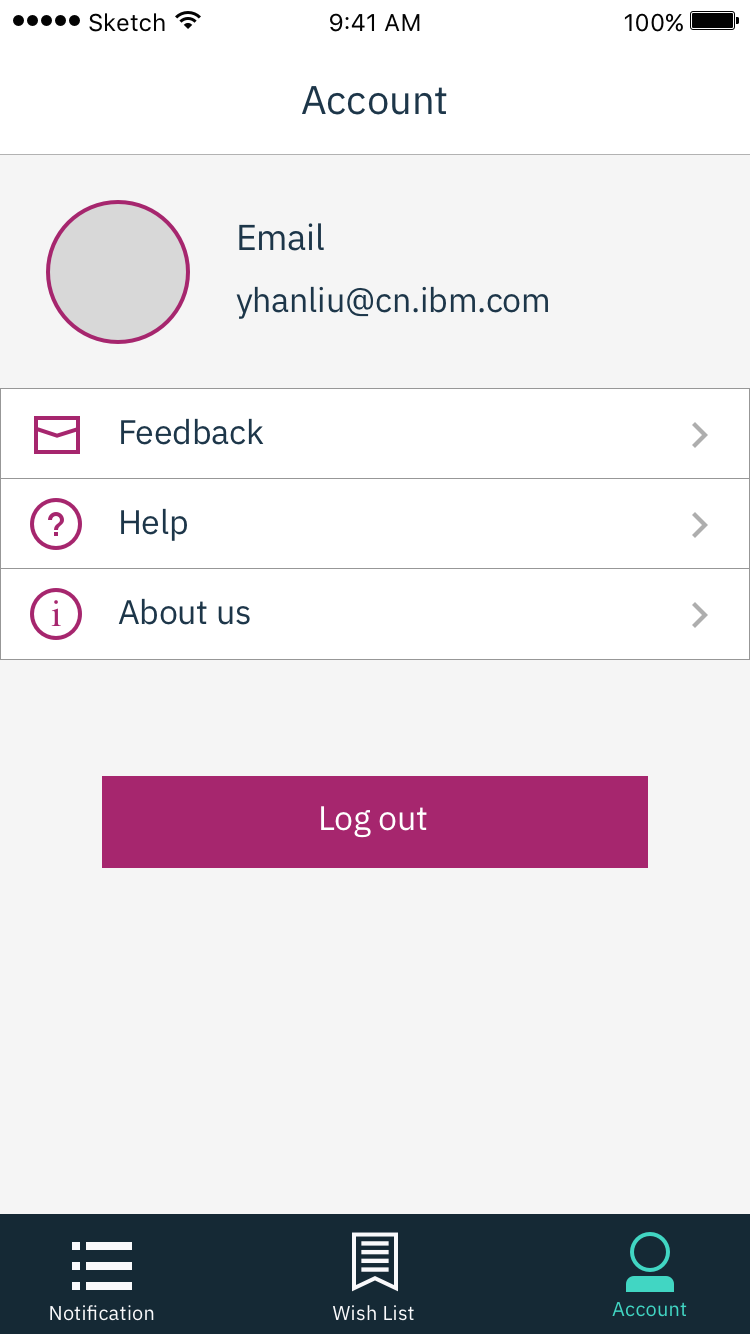 Sketch 9:41 AM 100%
Account
Email
yhanliu@cn.ibm.com
Feedback
? Help
i About us
Log out
Notification Wish List Account